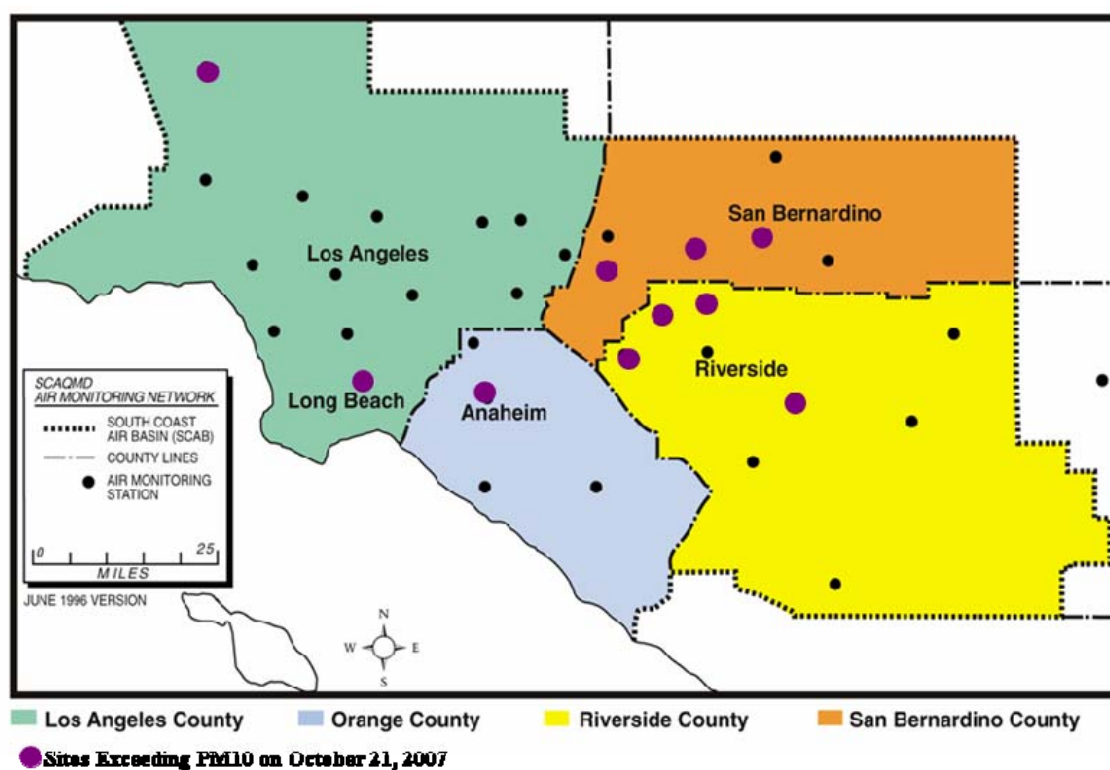 San Bernardino
Los Angeles
Riverside
Long Beach
Anaheim
SCAQMD
AIR MONITORING NETWORK
SOUTH COAST
AIR BASIN (SCAB)
COUNTY LINES
AIR MONITORING
STATION
0 25
MILES
JUNE 1996 VERSION
N
W E
S
Los Angeles County Orange County Riverside County San Bernardino County
Sites Exceeding PM10 on October 21, 2007